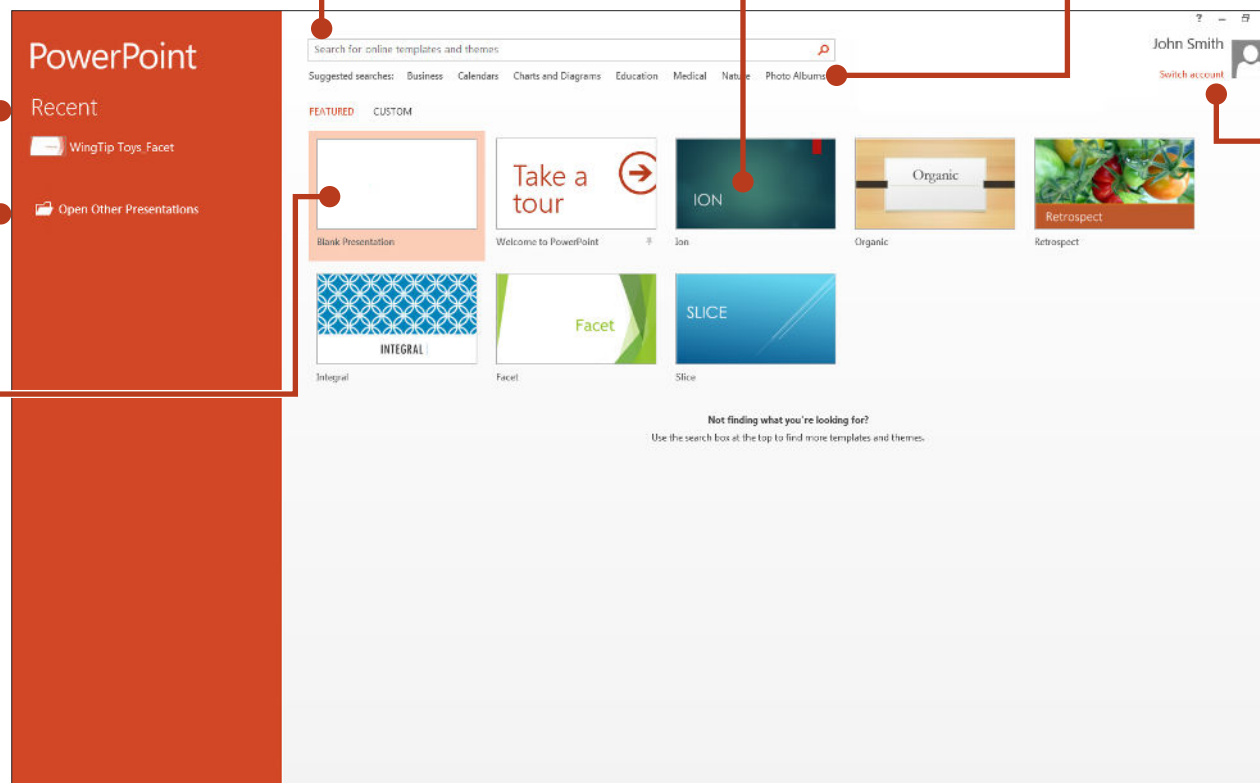 PowerPoint
Recent
WingTip Toys_Facet
Open Other Presentations
? – 
John Smith
Switch account
Search for online templates and themes
Suggested searches: Business Calendars Charts and Diagrams Education Medical Nature Photo Albums
FEATURED CUSTOM
Take a
tour
ION
Organic
Retrospect
Blank Presentation
Welcome to PowerPoint
Ion
Organic
Retrospect
INTEGRAL
Facet
SLICE
Integral
Facet
Slice
Not finding what you're looking for?
Use the search box at the top to find more templates and themes.